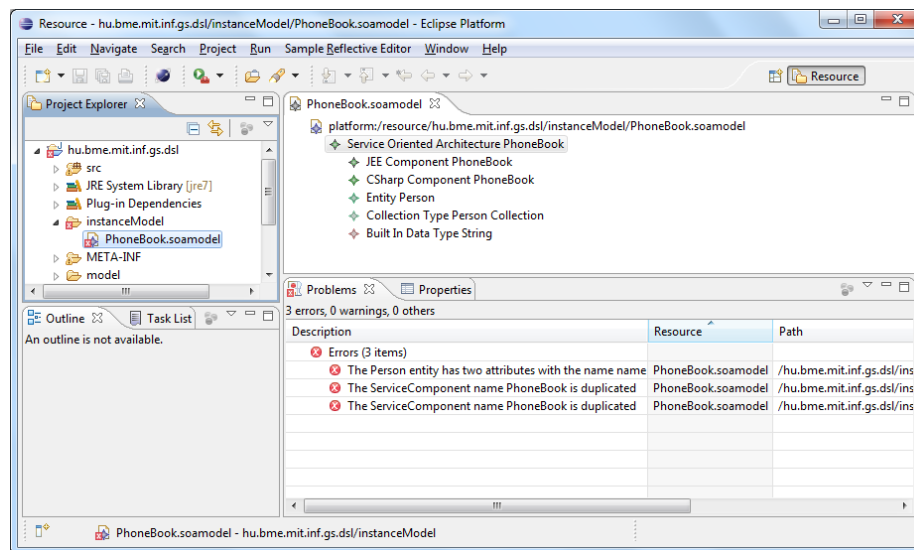 Resource - hu.bme.mit.inf.gs.dsl/instanceModel/PhoneBook.soamodel - Eclipse Platform
File Edit Navigate Search Project Run Sample Reflective Editor Window Help
Resource
Project Explorer
hu.bme.mit.inf.gs.dsl
src
JRE System Library [jre7]
Plug-in Dependencies
instanceModel
PhoneBook.soamodel
META-INF
model
PhoneBook.soamodel
platform:/resource/hu.bme.mit.inf.gs.dsl/instanceModel/PhoneBook.soamodel
Service Oriented Architecture PhoneBook
JEE Component PhoneBook
CSharp Component PhoneBook
Entity Person
Collection Type Person Collection
Built In Data Type String
Outline Task List
An outline is not available.
Problems Properties
3 errors, 0 warnings, 0 others
Description Resource Path
Errors (3 items)
The Person entity has two attributes with the name name PhoneBook.soamodel /hu.bme.mit.inf.gs.dsl/ins
The ServiceComponent name PhoneBook is duplicated PhoneBook.soamodel /hu.bme.mit.inf.gs.dsl/ins
The ServiceComponent name PhoneBook is duplicated PhoneBook.soamodel /hu.bme.mit.inf.gs.dsl/ins
PhoneBook.soamodel - hu.bme.mit.inf.gs.dsl/instanceModel